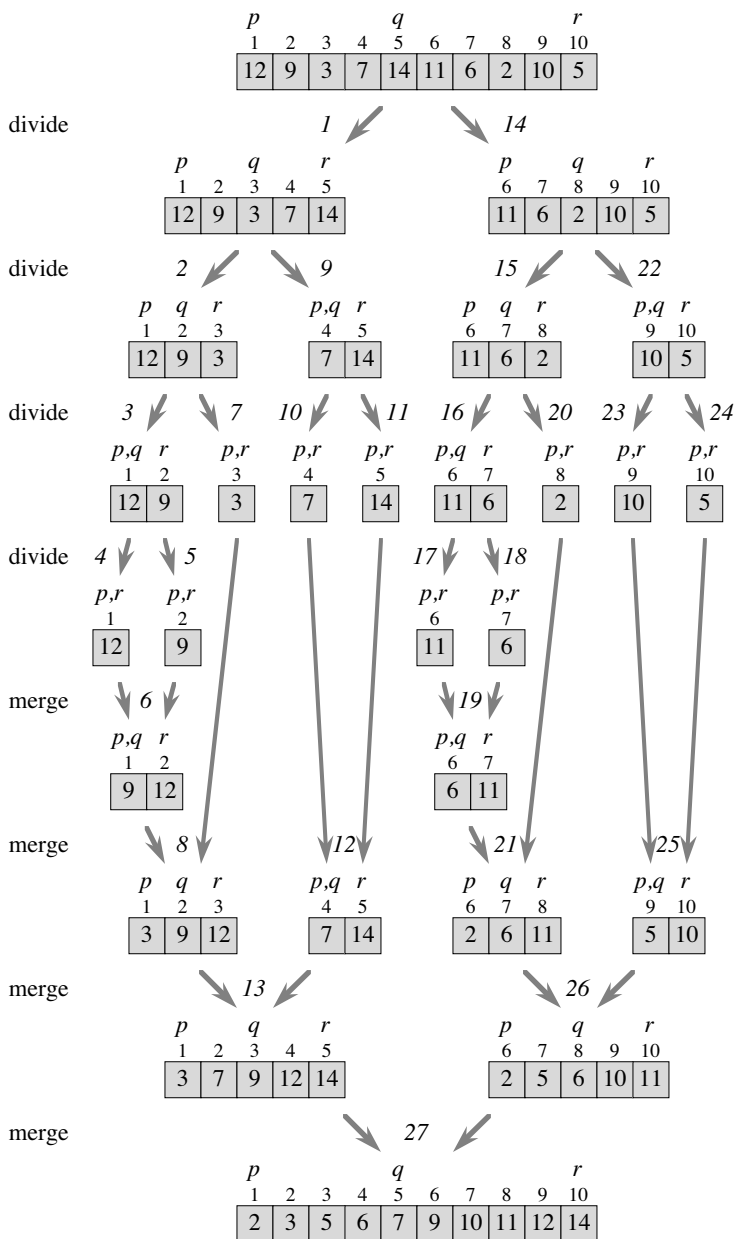 p q r
1 2 3 4 5 6 7 8 9 10
12 9 3 7 14 11 6 2 10 5
divide 1 14
p q r p q r
1 2 3 4 5 6 7 8 9 10
12 9 3 7 14 11 6 2 10 5
divide 2 9 15 22
p q r p,q r p q r p,q r
1 2 3 4 5 6 7 8 9 10
12 9 3 7 14 11 6 2 10 5
divide 3 7 10 11 16 20 23 24
p,q r p,r p,r p,r p,q r p,r p,r p,r
1 2 3 4 5 6 7 8 9 10
12 9 3 7 14 11 6 2 10 5
divide 4 5 17 18
p,r p,r p,r p,r
1 2 6 7
12 9 11 6
merge 6 19
p,q r p,q r
1 2 6 7
9 12 6 11
merge 8 12 21 25
p q r p,q r p q r p,q r
1 2 3 4 5 6 7 8 9 10
3 9 12 7 14 2 6 11 5 10
merge 13 26
p q r p q r
1 2 3 4 5 6 7 8 9 10
3 7 9 12 14 2 5 6 10 11
merge 27
p q r
1 2 3 4 5 6 7 8 9 10
2 3 5 6 7 9 10 11 12 14